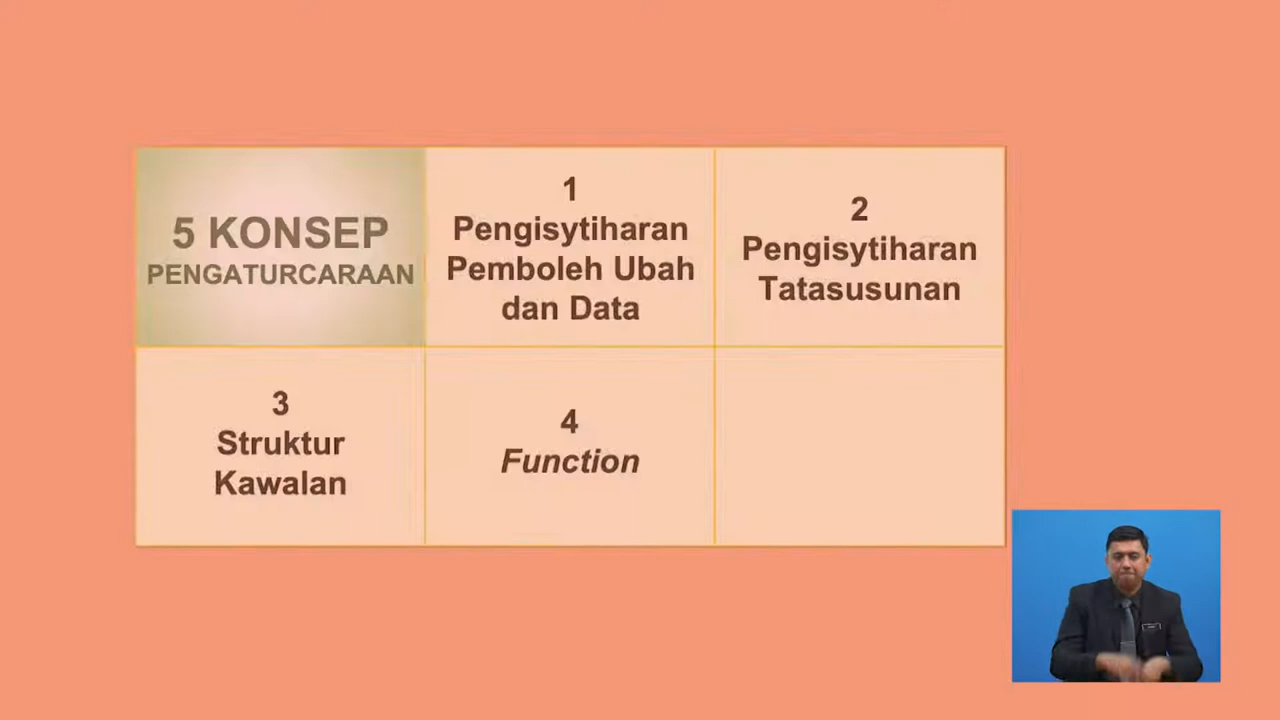 5 KONSEP
PENGATURCARAAN
1
Pengisytiharan
Pemboleh Ubah
dan Data
2
Pengisytiharan
Tatasusunan
3
Struktur
Kawalan
4
Function